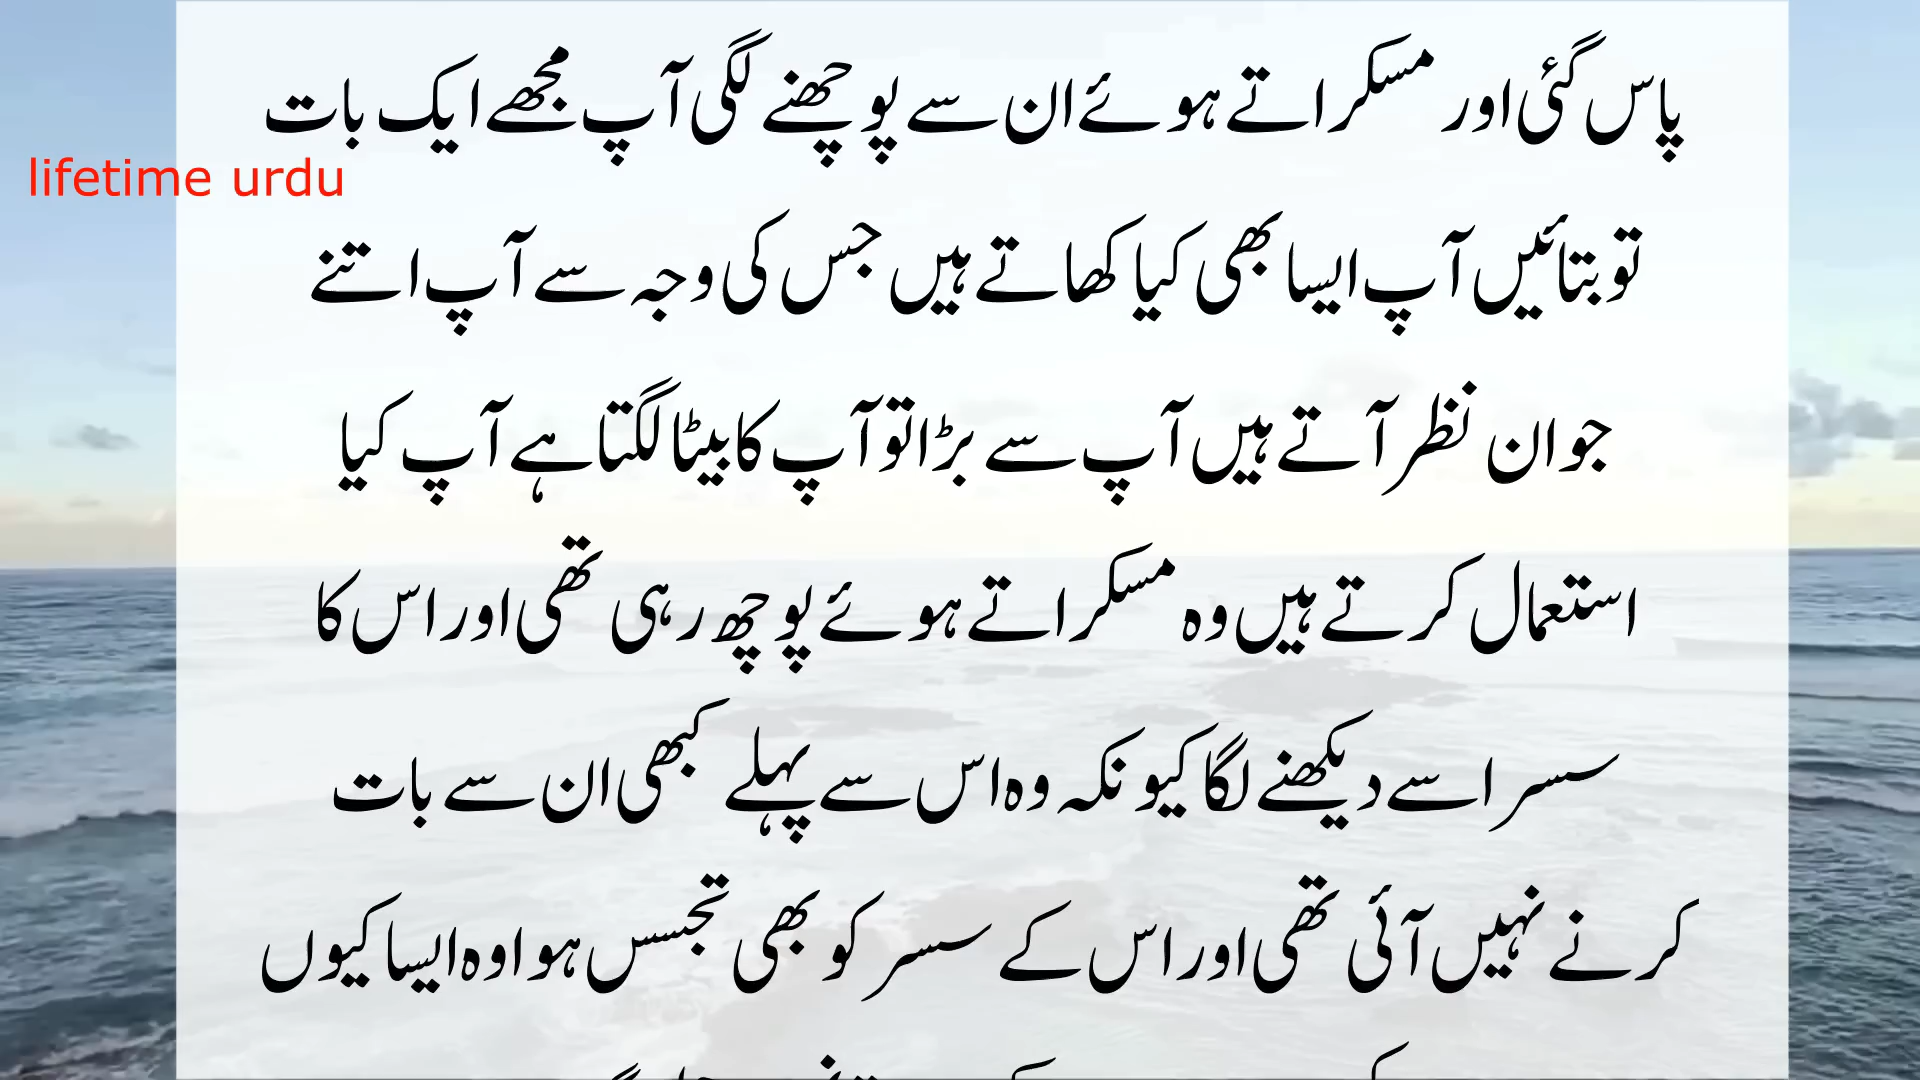 پاس گئی اور مسکراتے ہوئے ان سے پوچھنے لگی آپ مجھے ایک بات
lifetime urdu
تو بتائیں آپ ایسا بھی کیا کھاتے ہیں جس کی وجہ سے آپ اتنے
جوان نظر آتے ہیں آپ سے بڑا تو آپ کا بیٹا لگتا ہے آپ کیا
استعمال کرتے ہیں وہ مسکراتے ہوئے پوچھ رہی تھی اور اس کا
سسر اسے دیکھنے لگا کیونکہ وہ اس سے پہلے کبھی ان سے بات
کرنے نہیں آئی تھی اور اس کے سسر کو بھی تجسس ہوا وہ ایسا کیوں